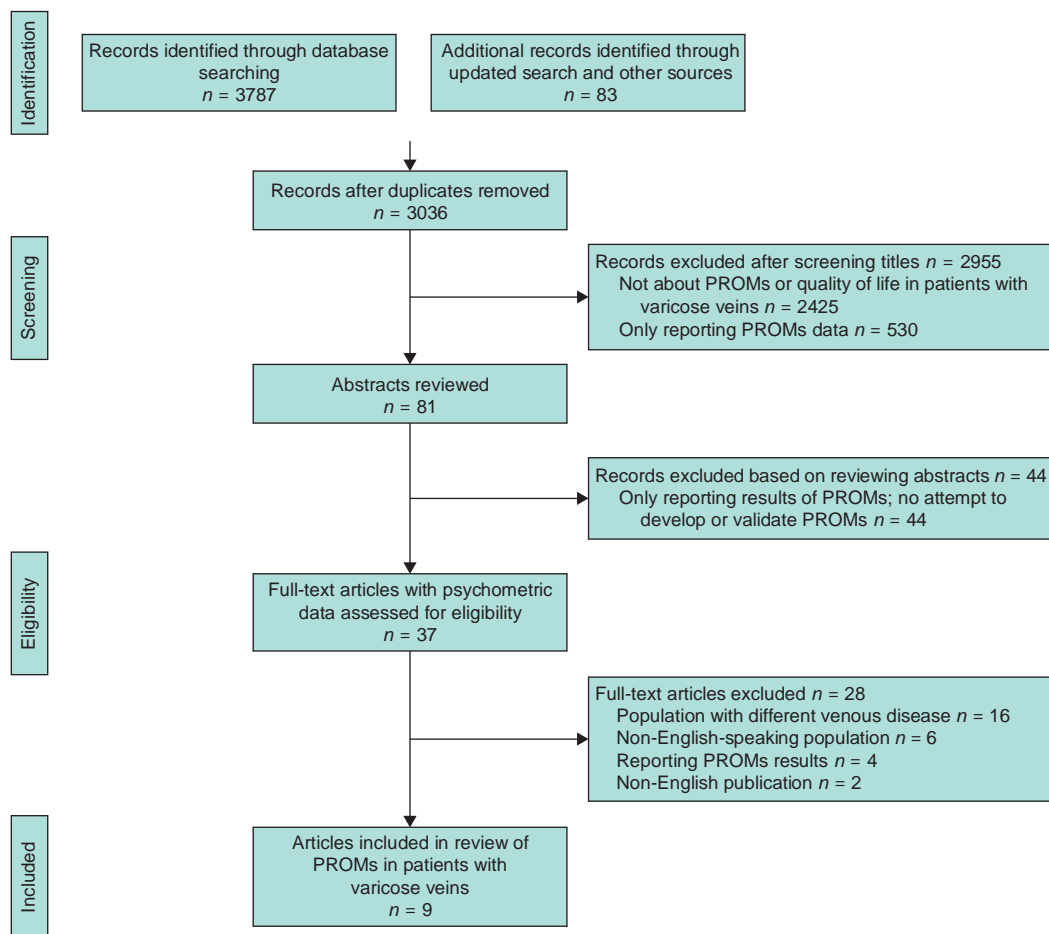 Identification
Records identified through database
searching
n = 3787
Additional records identified through
updated search and other sources
n = 83
Records after duplicates removed
n = 3036
Screening
Records excluded after screening titles n = 2955
Not about PROMs or quality of life in patients with
varicose veins n = 2425
Only reporting PROMs data n = 530
Abstracts reviewed
n = 81
Records excluded based on reviewing abstracts n = 44
Only reporting results of PROMs; no attempt to
develop or validate PROMs n = 44
Eligibility
Full-text articles with psychometric
data assessed for eligibility
n = 37
Full-text articles excluded n = 28
Population with different venous disease n = 16
Non-English-speaking population n = 6
Reporting PROMs results n = 4
Non-English publication n = 2
Included
Articles included in review of
PROMs in patients with
varicose veins
n = 9